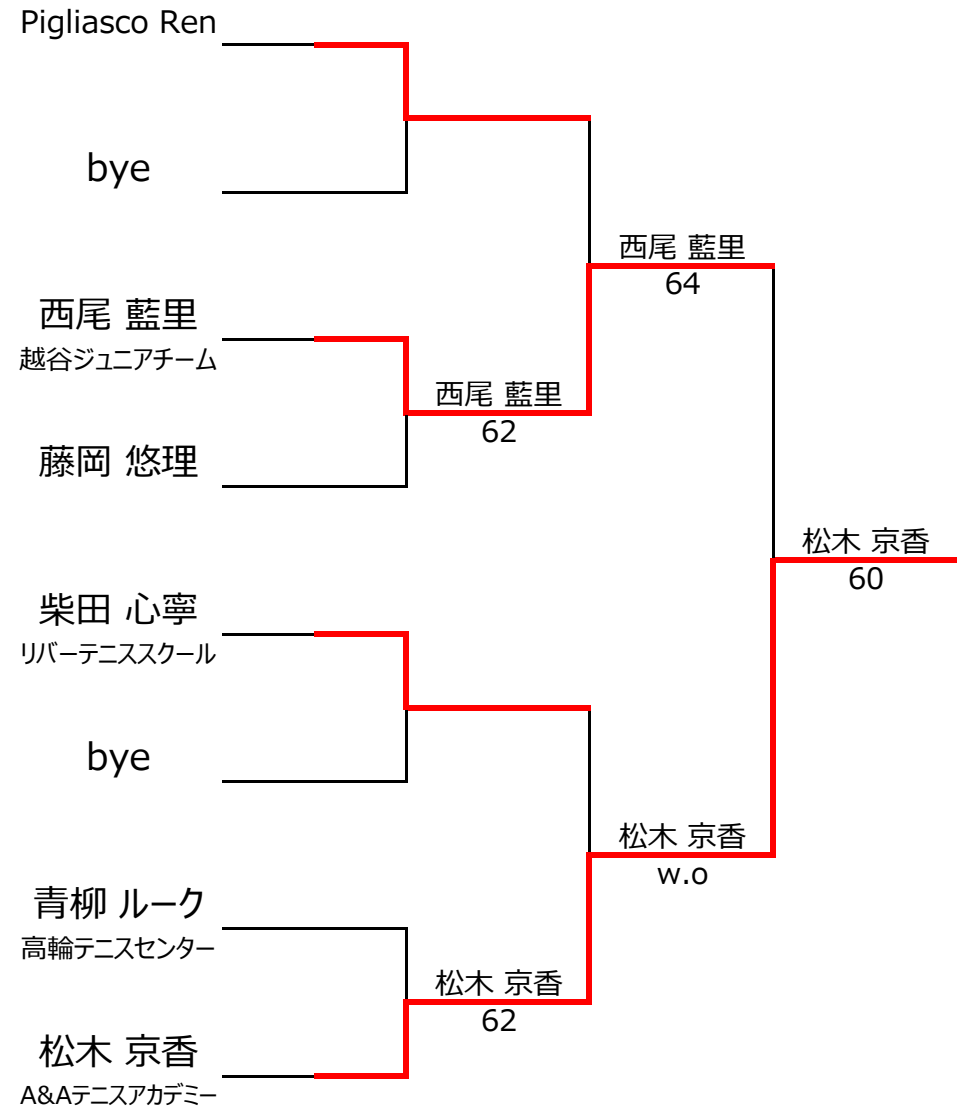 Pigliasco Ren
bye
西尾 藍里
64
西尾 藍里
越谷ジュニアチーム
西尾 藍里
62
藤岡 悠理
松木 京香
60
柴田 心寧
リバーテニススクール
bye
松木 京香
w.o
青柳 ルーク
高輪テニスセンター
松木 京香
62
松木 京香
A&Aテニスアカデミー